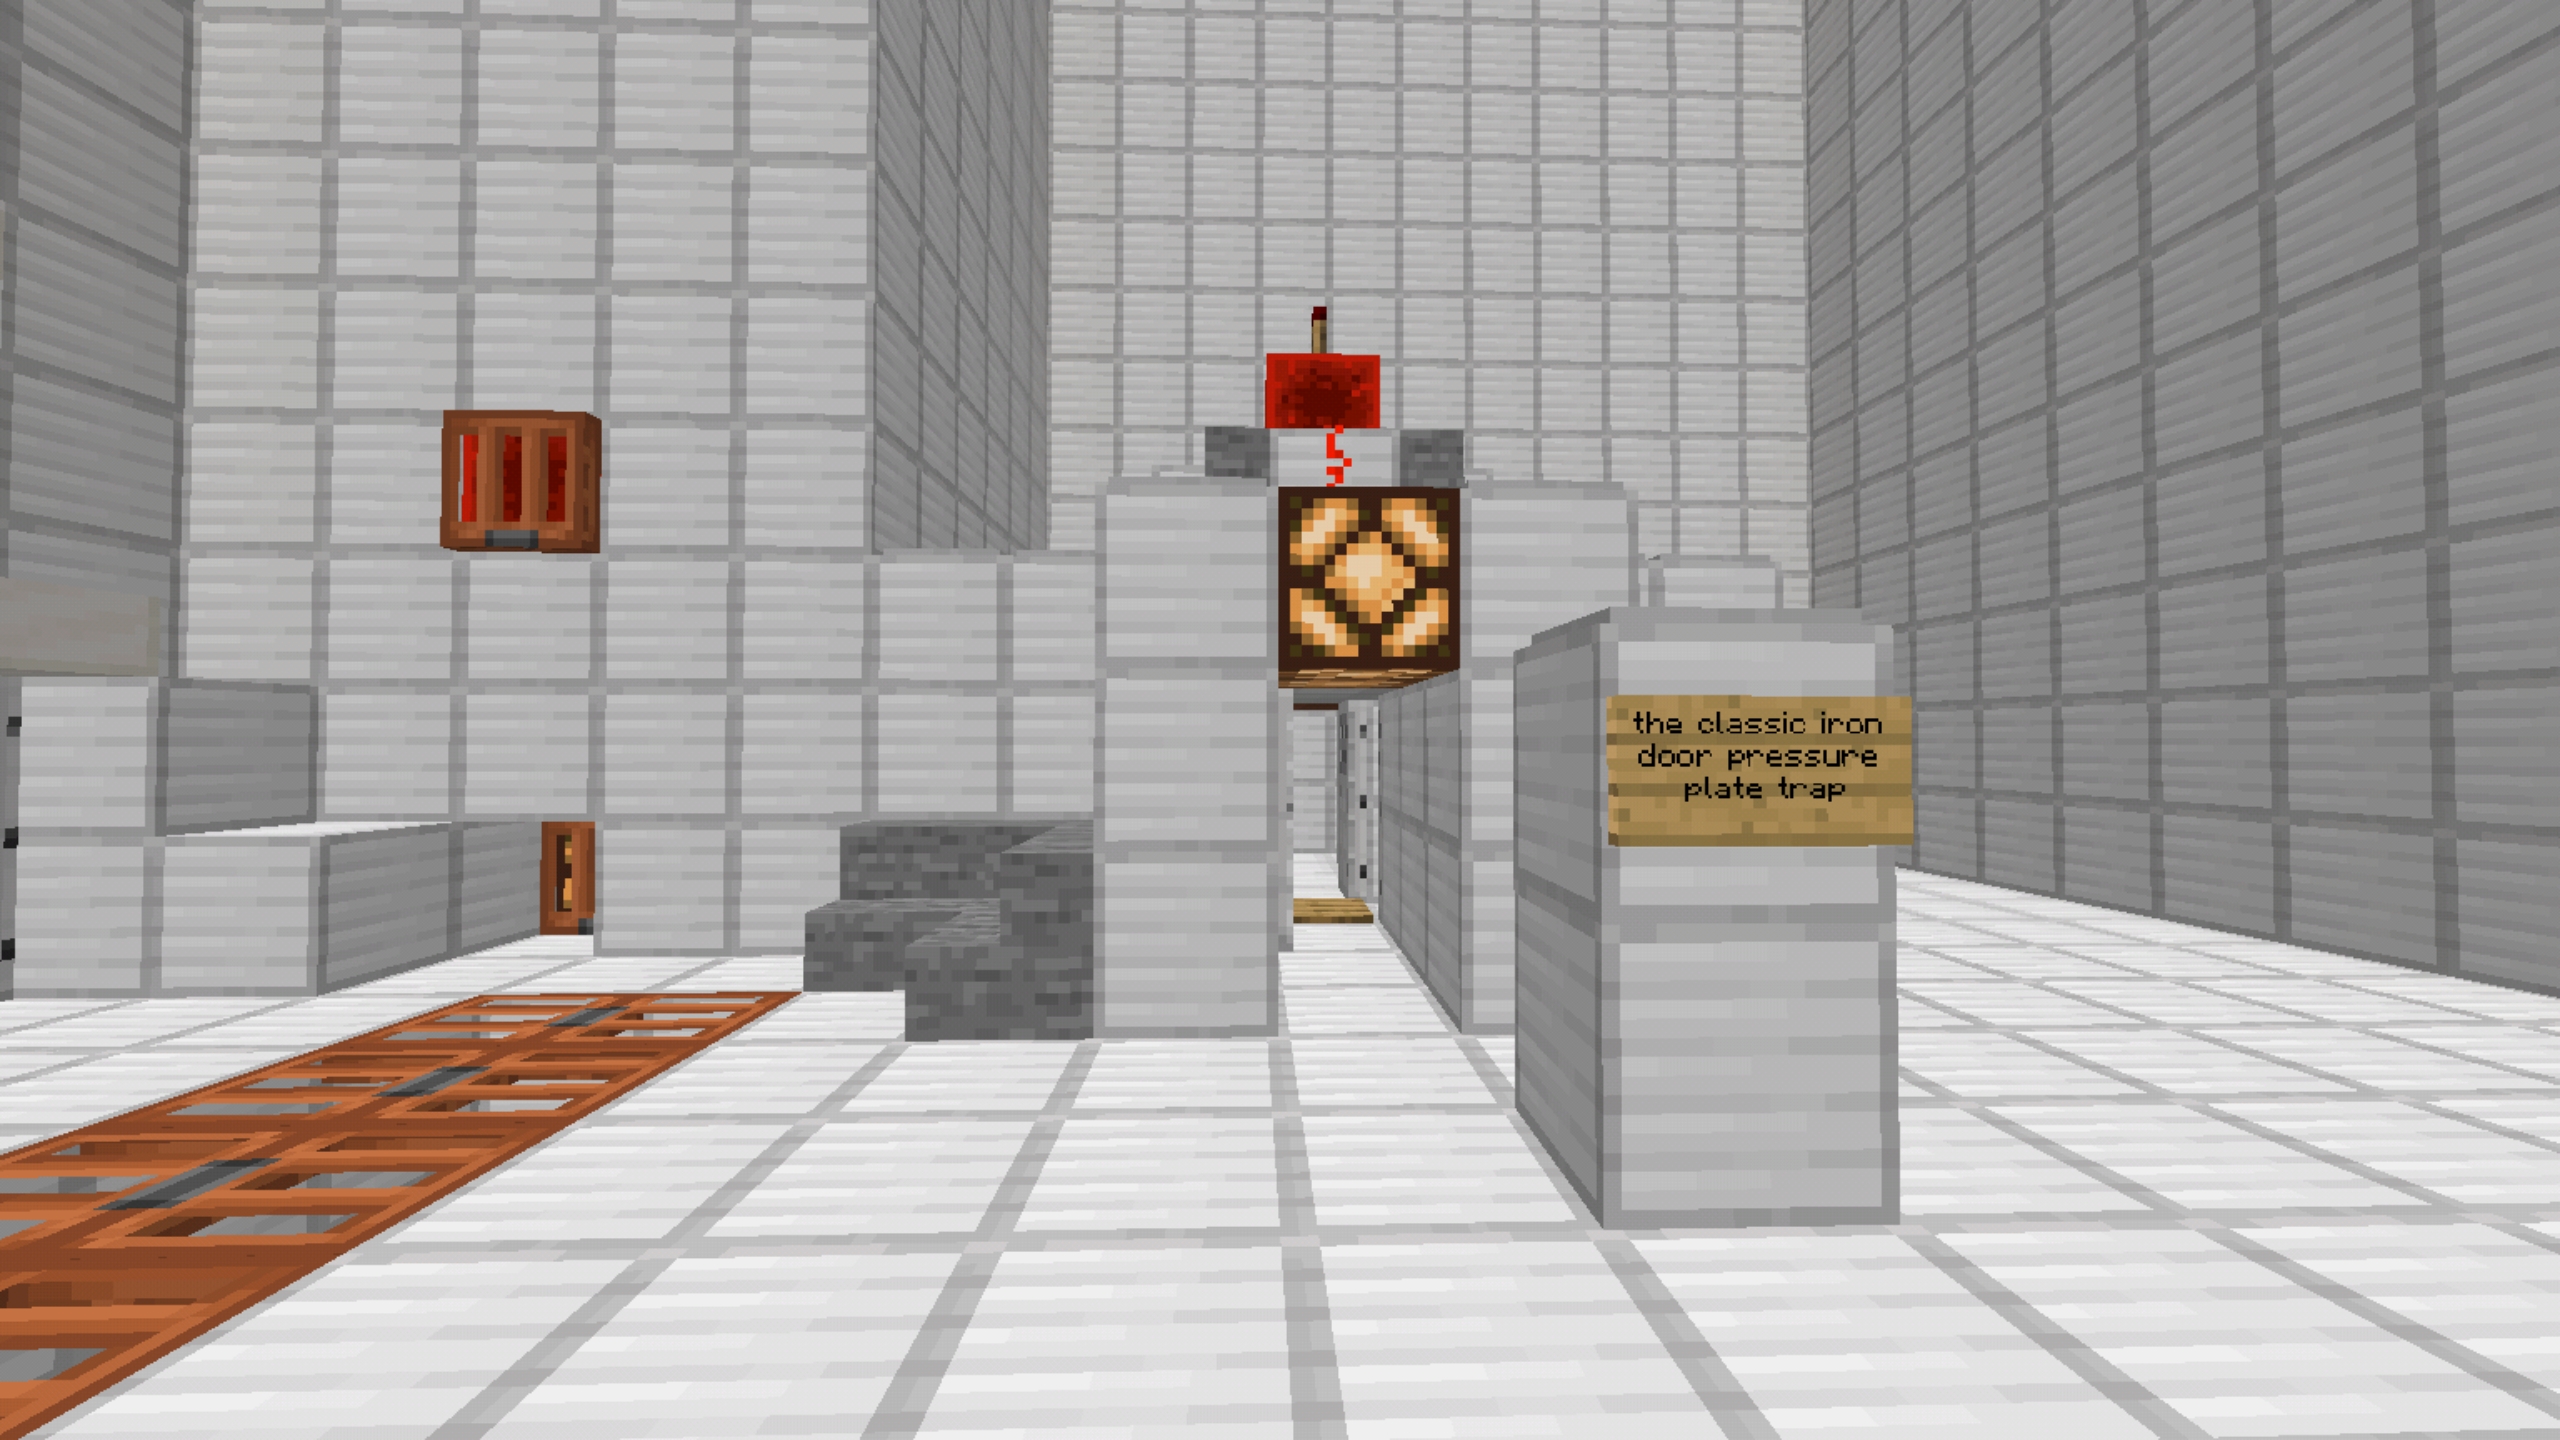 the classic iron
door pressure
plate trap